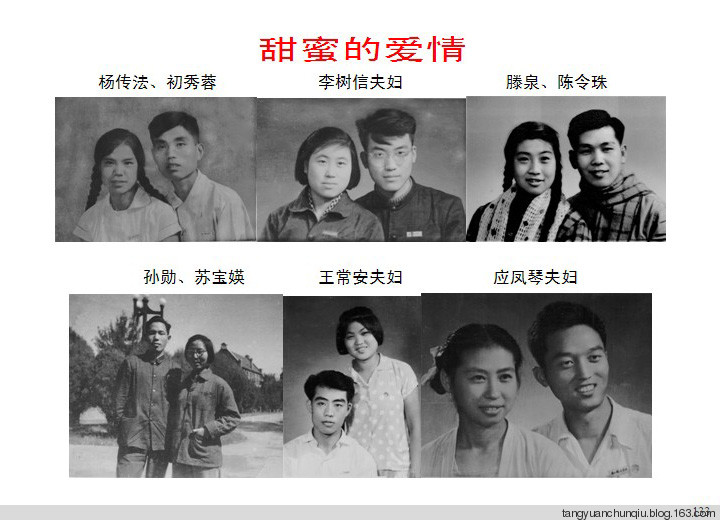 甜蜜的爱情
杨传法、初秀蓉
李树信夫妇
滕泉、陈令珠
孙勋、苏宝媖
王常安夫妇
应凤琴夫妇
133
tangyuanchunqiu.blog.163.com